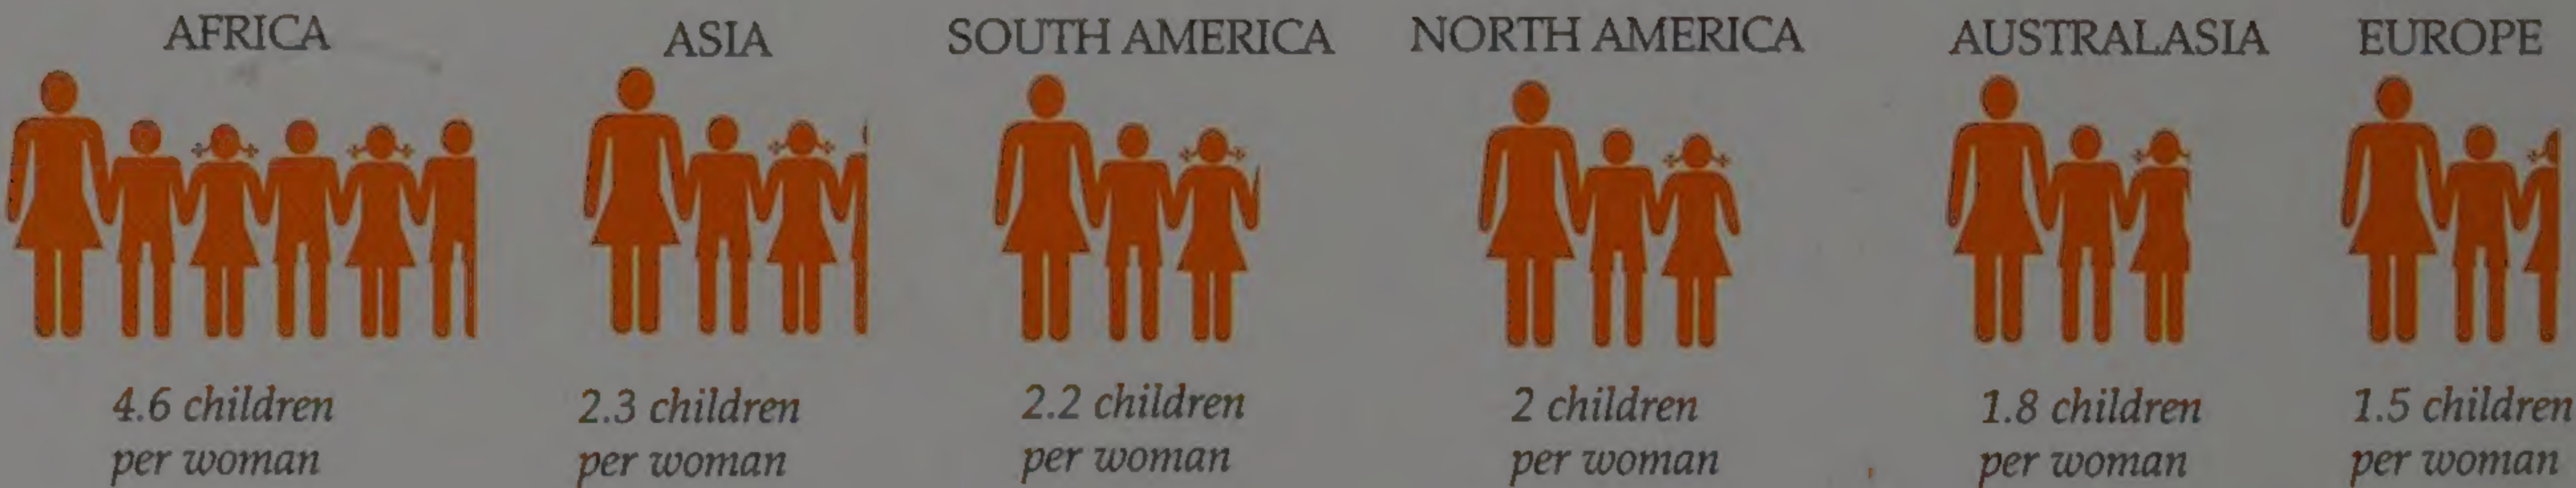 AFRICA
4.6 children
per woman
ASIA
2.3 children
per woman
SOUTH AMERICA
2.2 children
per woman
NORTH AMERICA
2 children
per woman
AUSTRALASIA
1.8 children
per woman
EUROPE
1.5 children
per woman